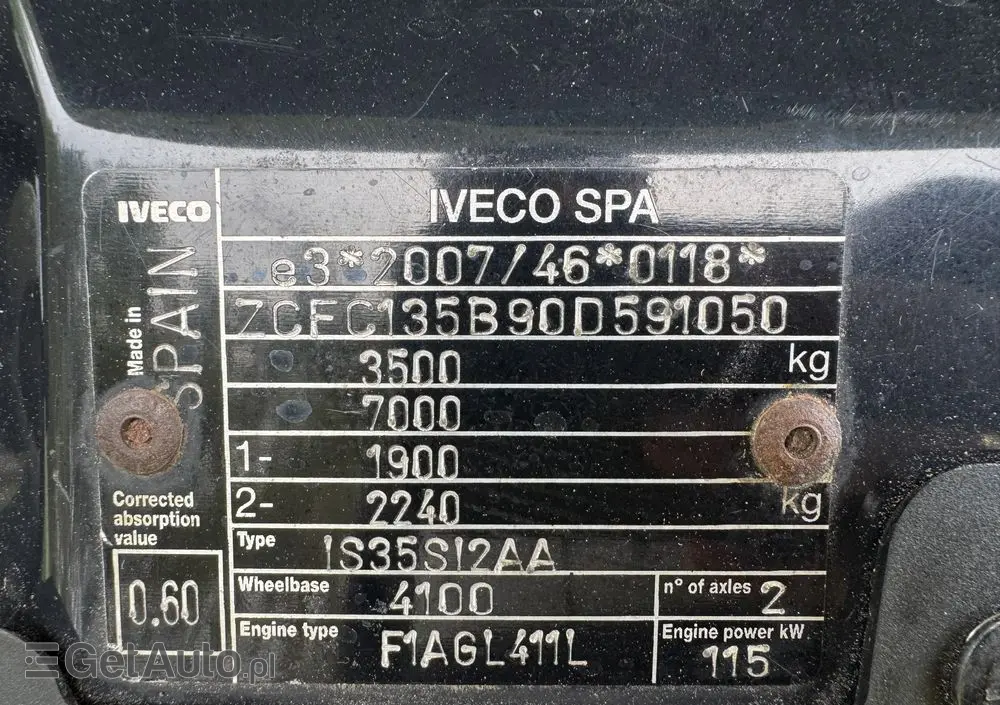 IVECO
IVECO SPA
Made in
SPAIN
e3*2007/46*0118*
ZCFC135B90D591050
3500 kg
7000
1- 1900
2- 2240 kg
Corrected
absorption
value
0.60
Type IS35SI2AA
Wheelbase 4100
n° of axles 2
Engine type F1AGL411L
Engine power kW
115
GetAuto.pl